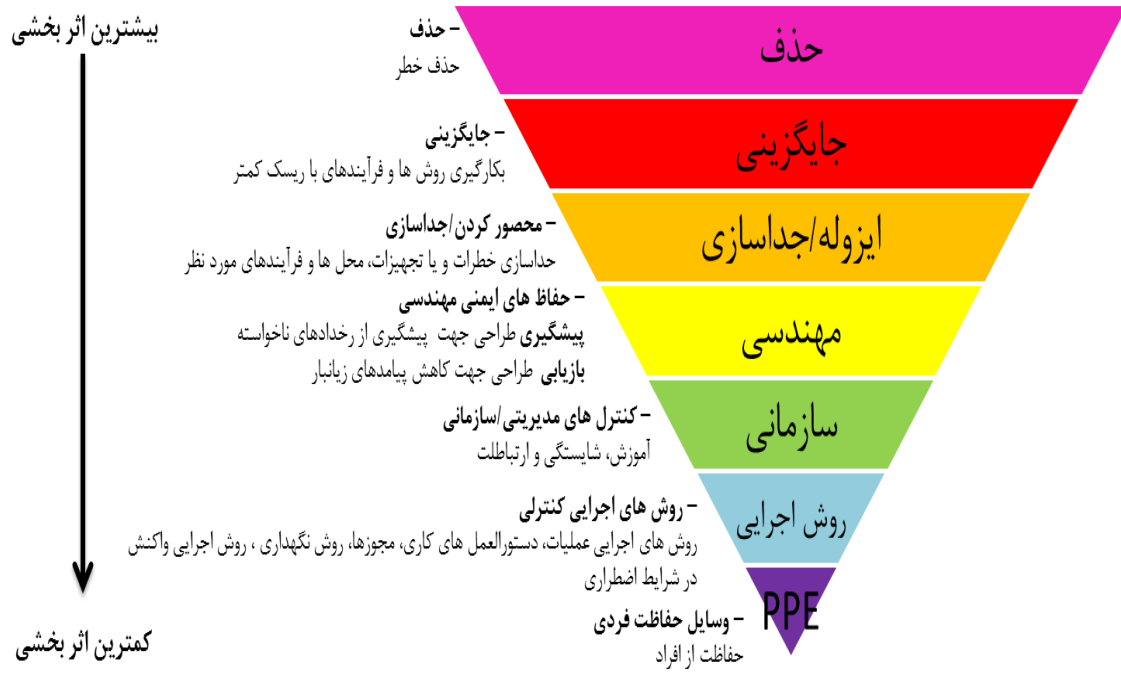 بیشترین اثر بخشی
حذف
– حذف
حذف خطر
جایگزینی
– جایگزینی
بکارگیری روش ها و فرآیندهای با ریسک کمتر
ایزوله/جداسازی
– محصور کردن/جداسازی
حداسازی خطرات و یا تجهیزات، محل ها و فرآیندهای مورد نظر
مهندسی
– حفاظ های ایمنی مهندسی
پیشگیری طراحی جهت پیشگیری از رخدادهای ناخواسته
بازیابی طراحی جهت کاهش پیامدهای زیانبار
سازمانی
– کنترل های مدیریتی/سازمانی
آموزش، شایستگی و ارتباطلت
روش اجرایی
– روش های اجرایی کنترلی
روش های اجرایی عملیات، دستورالعمل های کاری، مجوزها، روش نگهداری ، روش اجرایی واکنش
در شرایط اضطراری
PPE
– وسایل حفاظت فردی
حفاظت از افراد
کمترین اثر بخشی